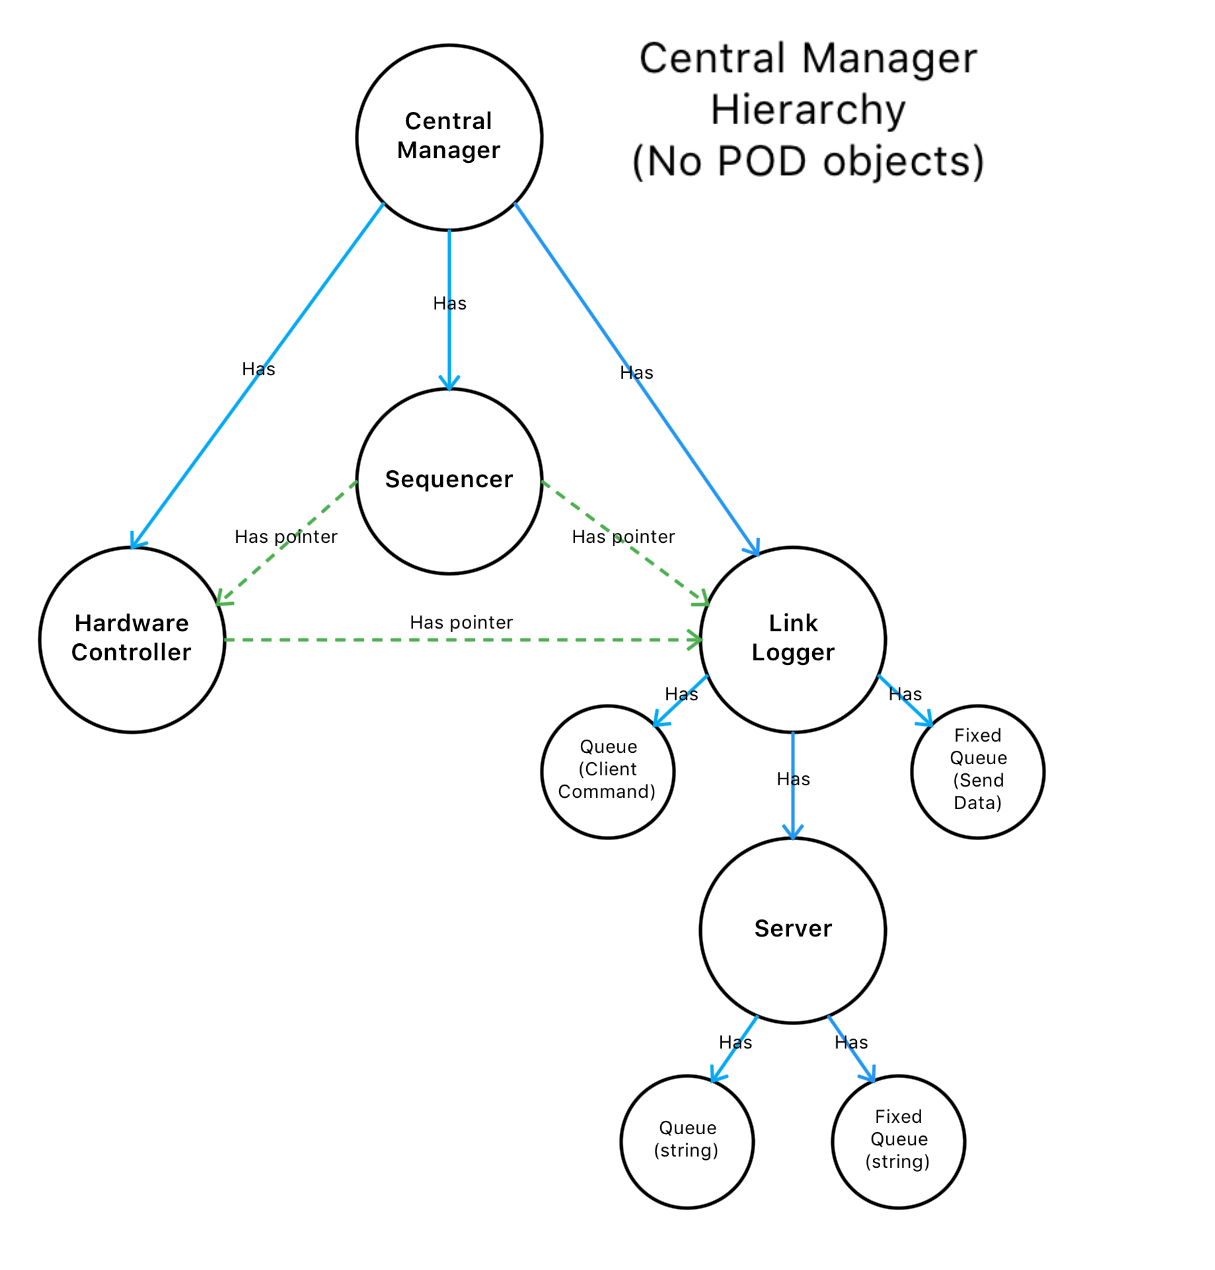 Central Manager
Hierarchy
(No POD objects)
Central
Manager
Has
Has
Has
Sequencer
Has pointer
Has pointer
Hardware
Controller
Has pointer
Link
Logger
Has
Has
Queue
(Client
Command)
Has
Fixed
Queue
(Send
Data)
Server
Has
Has
Queue
(string)
Fixed
Queue
(string)